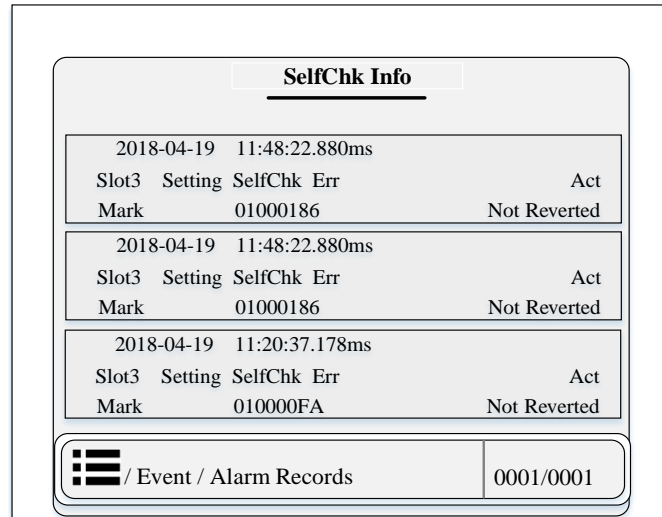 SelfChk Info
2018-04-19 11:48:22.880ms
Slot3 Setting SelfChk Err Act
Mark 01000186 Not Reverted
2018-04-19 11:48:22.880ms
Slot3 Setting SelfChk Err Act
Mark 01000186 Not Reverted
2018-04-19 11:20:37.178ms
Slot3 Setting SelfChk Err Act
Mark 010000FA Not Reverted
/ Event / Alarm Records 0001/0001